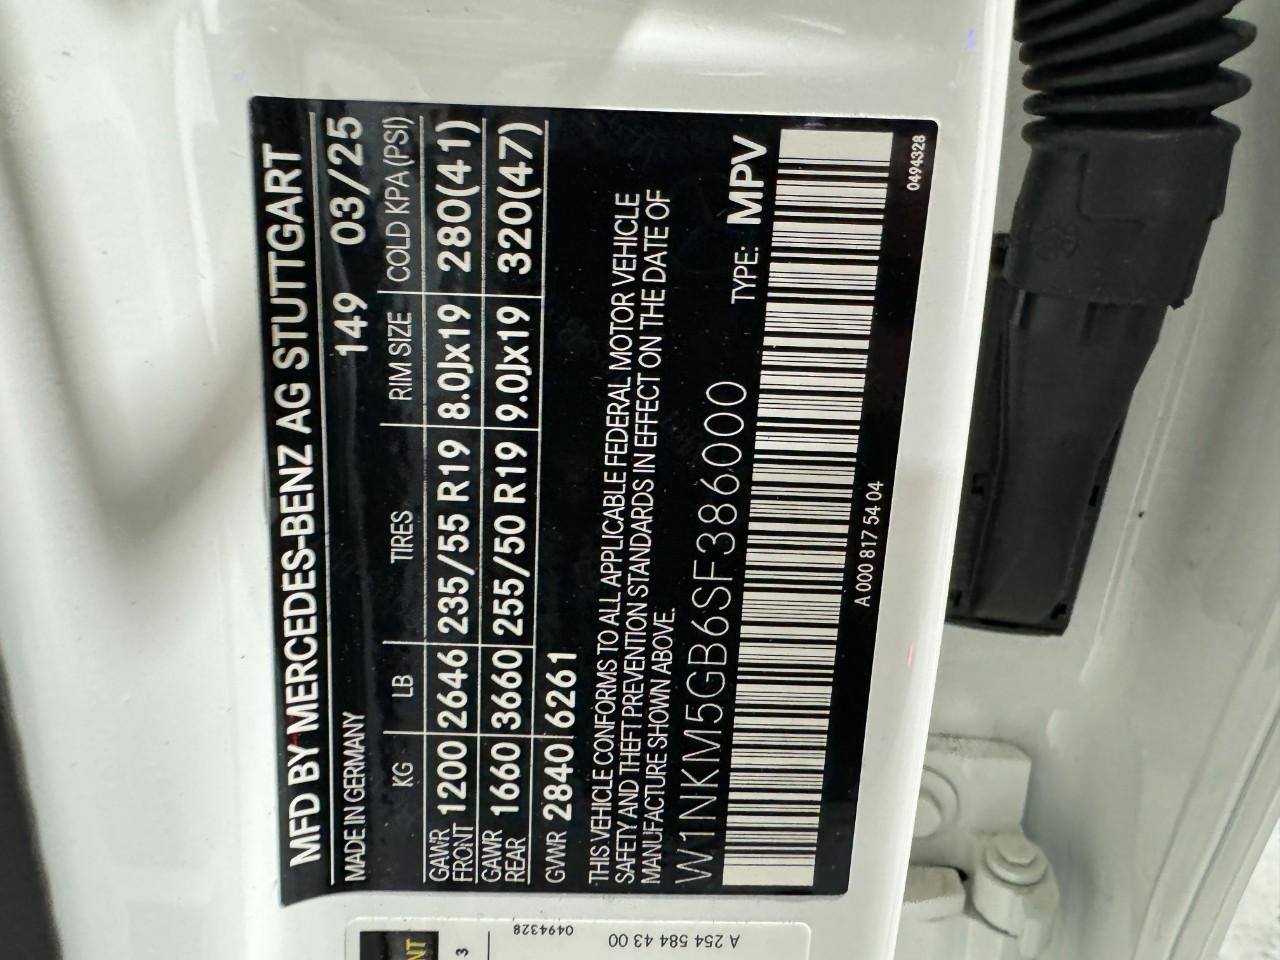 MFD BY MERCEDES-BENZ AG STUTTGART
MADE IN GERMANY 149 03/25
KG LB TIRES RIM SIZE COLD KPA(PSI)
GAWR FRONT 1200 2646 235/55 R19 8.0Jx19 280(41)
GAWR REAR 1660 3660 255/50 R19 9.0Jx19 320(47)
GVWR 2840 6261
THIS VEHICLE CONFORMS TO ALL APPLICABLE FEDERAL MOTOR VEHICLE
SAFETY AND THEFT PREVENTION STANDARDS IN EFFECT ON THE DATE OF
MANUFACTURE SHOWN ABOVE.
W1NKM5GB6SF386000 TYPE: MPV
A 000 817 54 04 0494328
A 254 584 43 00
0494328
3
NT